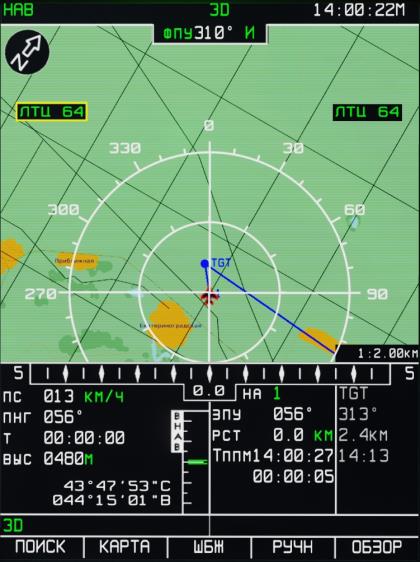 НАВ 3D 14:00:22М
ФПУ310° И
ЛТЦ 64 ЛТЦ 64
0
330 30
300 60
Приближная
TGT
270 90
Екатериноградская
1:2.00км
5 5
0.0
ПС 013 КМ/Ч
ПНГ 056°
Т 00:00:00
ВЫС 0480М
43°47'53"С
044°15'01"В
ВНАВ
НА 1
ЗПУ 056°
РСТ 0.0 КМ
Тппм14:00:27
00:00:05
TGT
313°
2.4КМ
14:13
3D
ПОИСК КАРТА ШБЖ РУЧН ОБЗОР